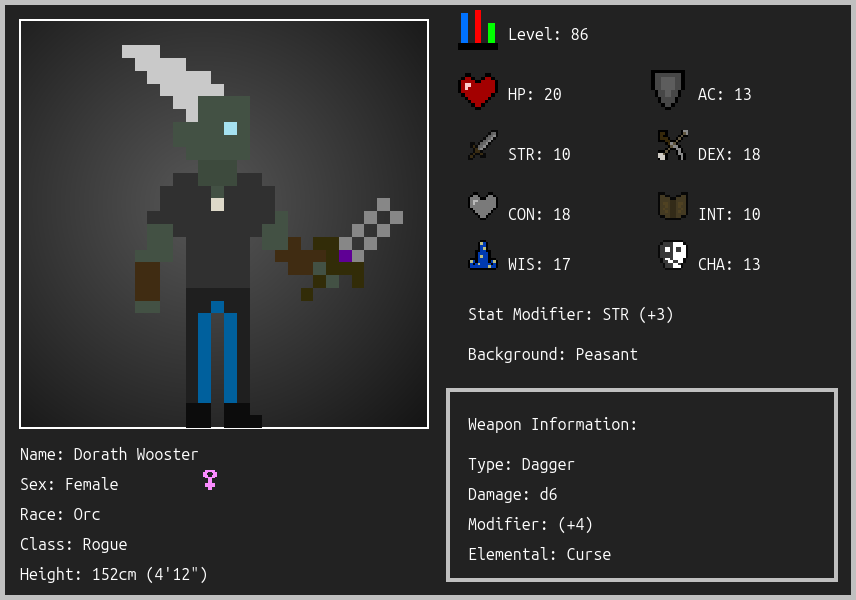 Level: 86
HP: 20
AC: 13
STR: 10
DEX: 18
CON: 18
INT: 10
WIS: 17
CHA: 13
Stat Modifier: STR (+3)
Background: Peasant
Weapon Information:
Type: Dagger
Damage: d6
Modifier: (+4)
Elemental: Curse
Name: Dorath Wooster
Sex: Female
Race: Orc
Class: Rogue
Height: 152cm (4'12")